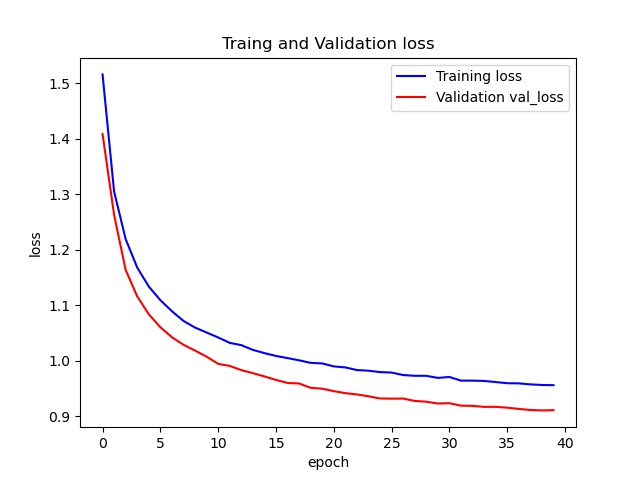 Traing and Validation loss
Training loss
Validation val_loss
1.5
1.4
1.3
1.2
1.1
1.0
0.9
loss
0 5 10 15 20 25 30 35 40
epoch